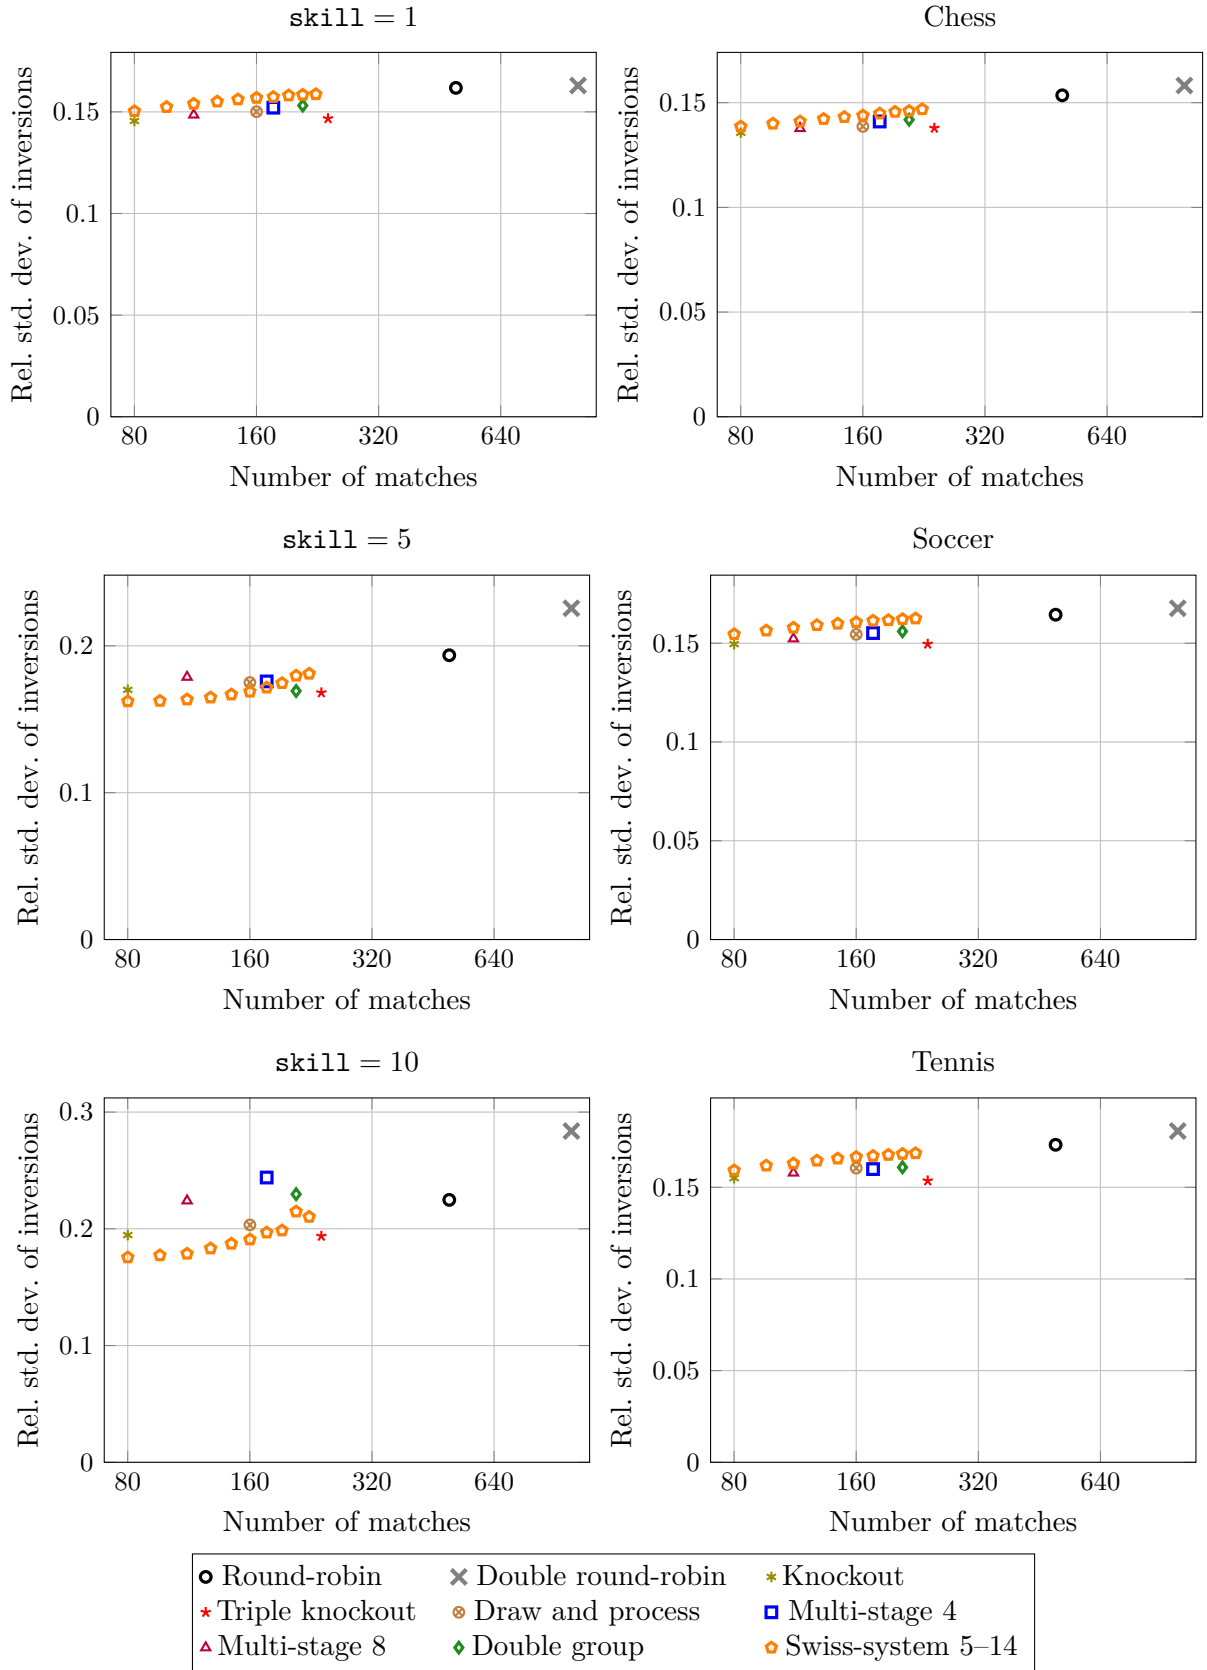 skill = 1
Rel. std. dev. of inversions
0.15
0.1
0.05
0
80 160 320 640
Number of matches
Chess
Rel. std. dev. of inversions
0.15
0.1
0.05
0
80 160 320 640
Number of matches
skill = 5
Rel. std. dev. of inversions
0.2
0.1
0
80 160 320 640
Number of matches
Soccer
Rel. std. dev. of inversions
0.15
0.1
0.05
0
80 160 320 640
Number of matches
skill = 10
Rel. std. dev. of inversions
0.3
0.2
0.1
0
80 160 320 640
Number of matches
Tennis
Rel. std. dev. of inversions
0.15
0.1
0.05
0
80 160 320 640
Number of matches
Round-robin Double round-robin Knockout
Triple knockout Draw and process Multi-stage 4
Multi-stage 8 Double group Swiss-system 5–14